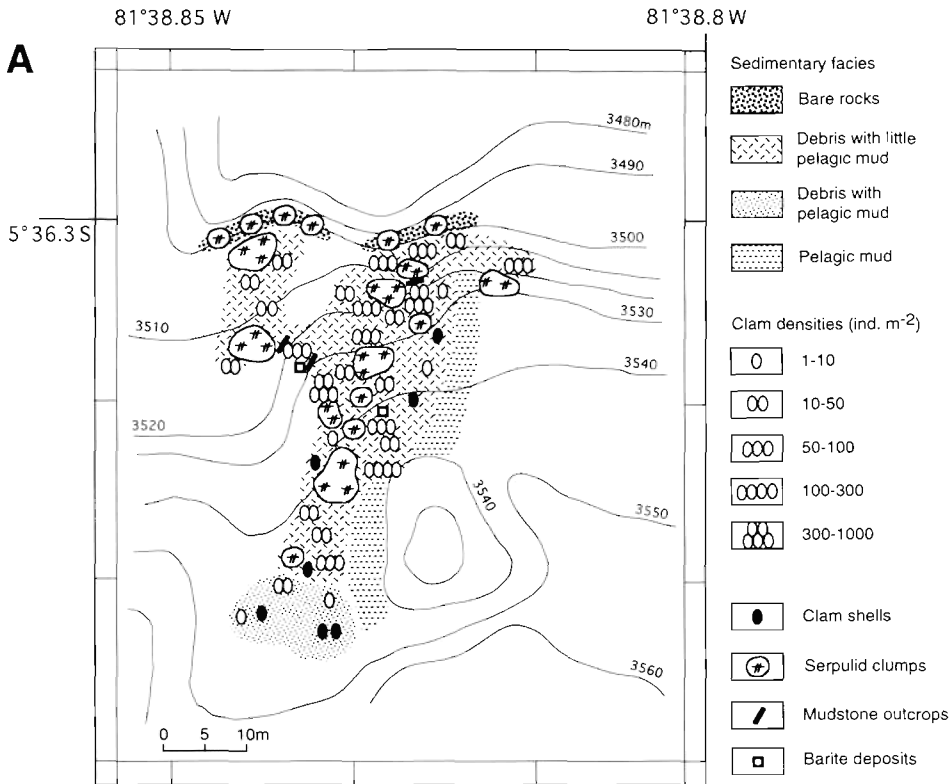 81°38.85 W
81°38.8 W
A
3480m
3490
3500
5°36.3 S
3510
3530
3540
3520
3540
3550
3560
0 5 10m
Sedimentary facies
Bare rocks
Debris with little
pelagic mud
Debris with
pelagic mud
Pelagic mud
Clam densities (ind. m⁻²)
1-10
10-50
50-100
100-300
300-1000
Clam shells
Serpulid clumps
Mudstone outcrops
Barite deposits